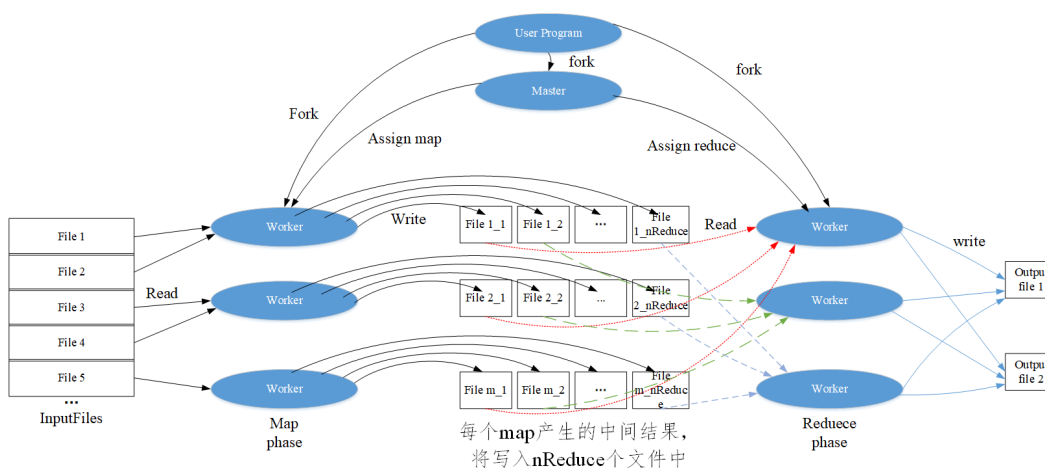 User Program
fork
fork
Master
Fork
Assign map
Assign reduce
File 1
File 2
File 3
File 4
File 5
...
InputFiles
Read
Worker
Worker
Worker
Map
phase
Write
File 1_1
File 1_2
...
File
1_nReduce
File 2_1
File 2_2
...
File
2_nReduce
File m_1
File m_2
...
File
m_nReduc
e
每个map产生的中间结果，
将写入nReduce个文件中
Read
Worker
Worker
Worker
Reduece
phase
write
Output
file 1
Output
file 2